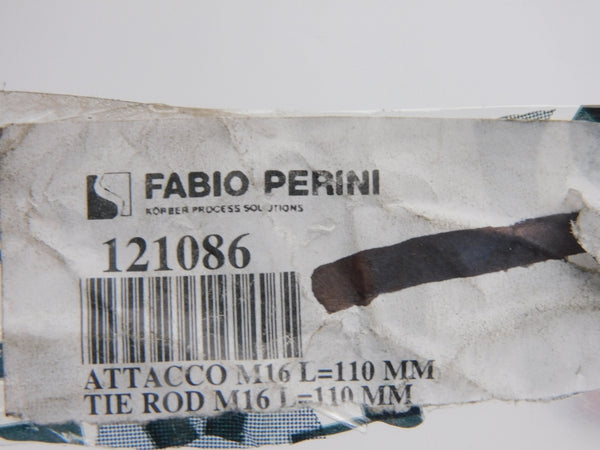 FABIO PERINI
KÖRBER PROCESS SOLUTIONS
121086
ATTACCO M16 L=110 MM
TIE ROD M16 L=110 MM